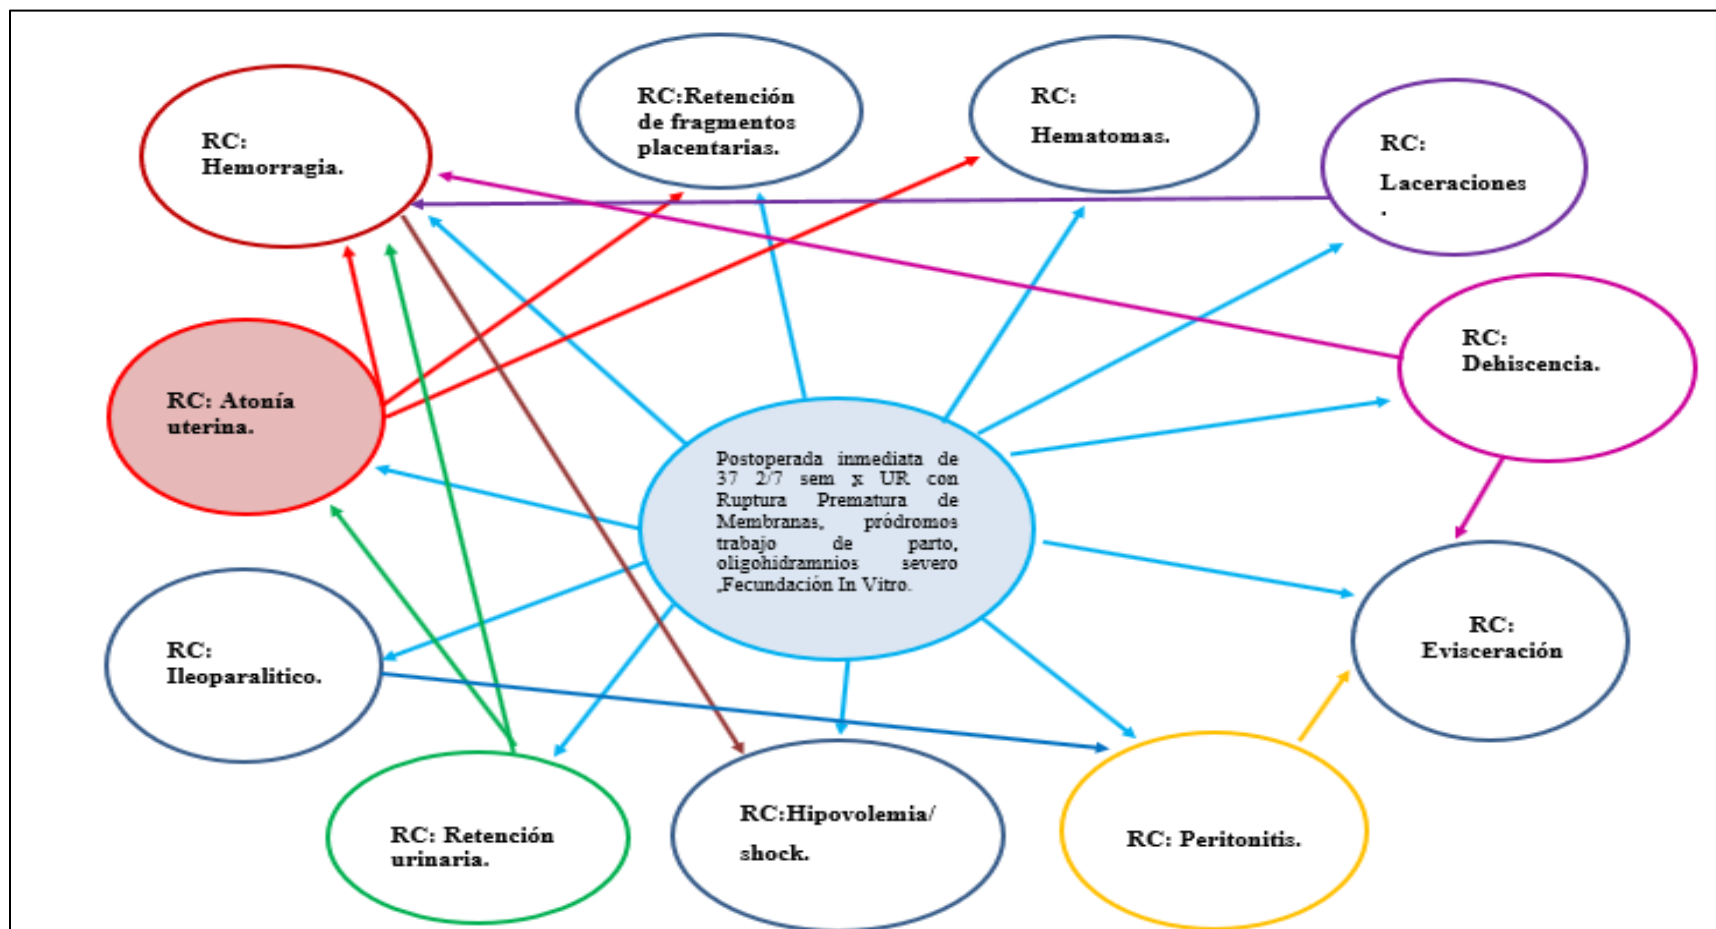 RC:
Hemorragia.
RC:Retención
de fragmentos
placentarias.
RC:
Hematomas.
RC:
Laceraciones
.
RC:
Dehiscencia.
RC: Atonía
uterina.
Postoperada inmediata de
37 2/7 sem x UR con
Ruptura Prematura de
Membranas, pródromos
trabajo de parto,
oligohidramnios severo
,Fecundación In Vitro.
RC:
Evisceración
RC:
Ileoparalitico.
RC: Retención
urinaria.
RC:Hipovolemia/
shock.
RC: Peritonitis.